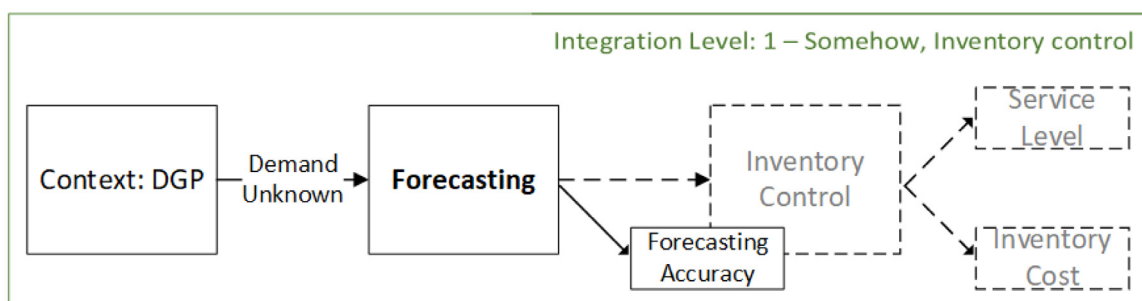 Integration Level: 1 – Somehow, Inventory control
Context: DGP
Demand
Unknown
Forecasting
Inventory
Control
Forecasting
Accuracy
Service
Level
Inventory
Cost